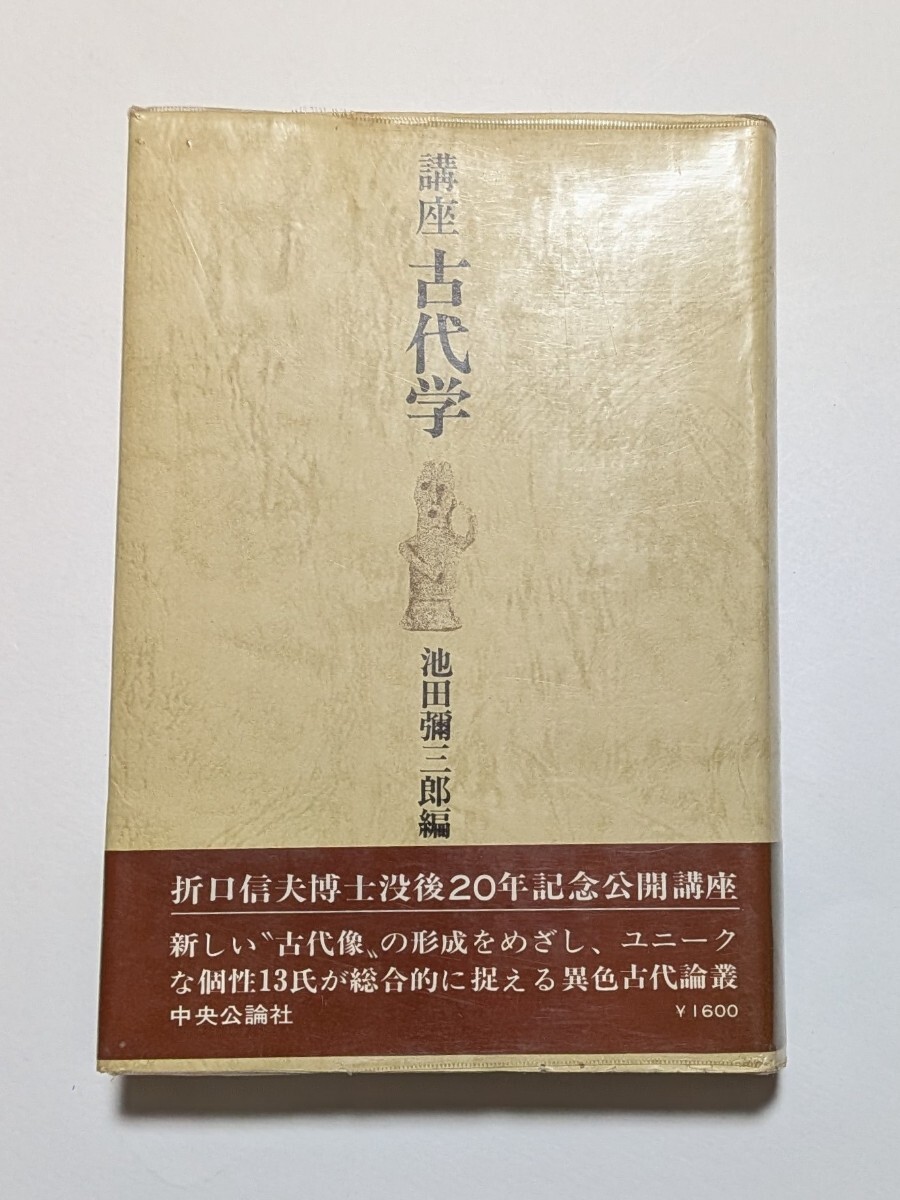 講座 古代学
池田彌三郎編
折口信夫博士没後20年記念公開講座
新しい〝古代像〟の形成をめざし、ユニーク
な個性13氏が総合的に捉える異色古代論叢
中央公論社
¥1600